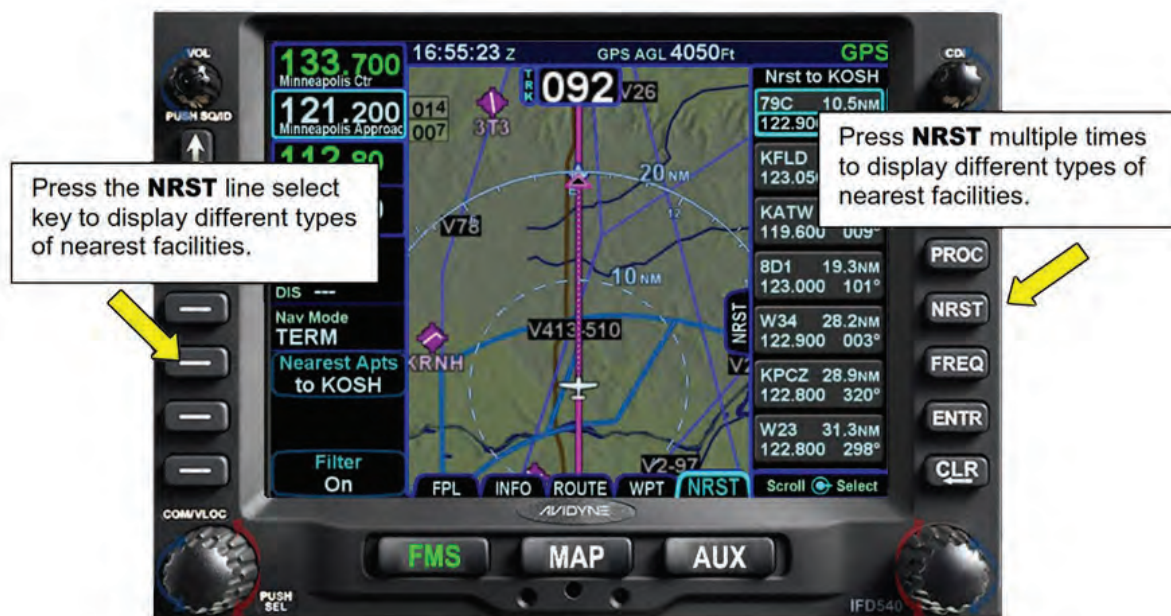 VOL
133.700
Minneapolis Ctr
121.200
Minneapolis Approac
PUSH SQ/ID
112.80
Press the NRST line select
key to display different types
of nearest facilities.
DIS ---
Nav Mode
TERM
Nearest Apts
to KOSH
Filter
On
COM/VLOC
PUSH
SEL
16:55:23 Z
GPS AGL 4050Ft
GPS
TRK 092
V26
014
007
3T3
20 NM
12
V78
10 NM
V413-510
KRNH
V2-97
NRST
FPL INFO ROUTE WPT NRST
Nrst to KOSH
79C 10.5NM
122.900
KFLD
123.050
KATW
119.600 009°
8D1 19.3NM
123.000 101°
W34 28.2NM
122.900 003°
KPCZ 28.9NM
122.800 320°
W23 31.3NM
122.800 298°
Scroll Select
CDI
Press NRST multiple times
to display different types of
nearest facilities.
PROC
NRST
FREQ
ENTR
CLR
AVIDYNE
FMS MAP AUX
IFD540